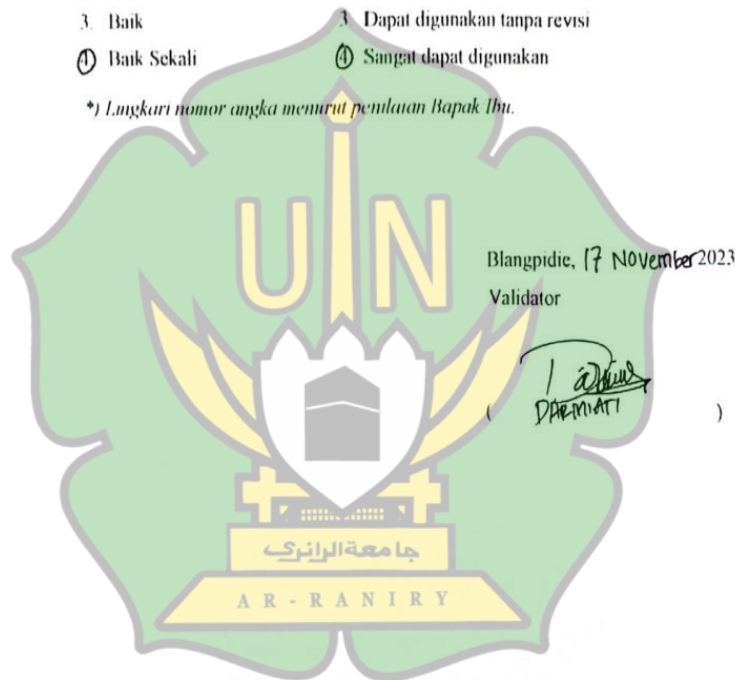 3. Baik 3 Dapat digunakan tanpa revisi
4 Baik Sekali 4 Sangat dapat digunakan
*) Lingkari nomor angka menurut penilaian Bapak Ibu.
UIN
Blangpidie, 17 November 2023
Validator
( DARMIATI )
جامعة الرانري
AR-RANIRY